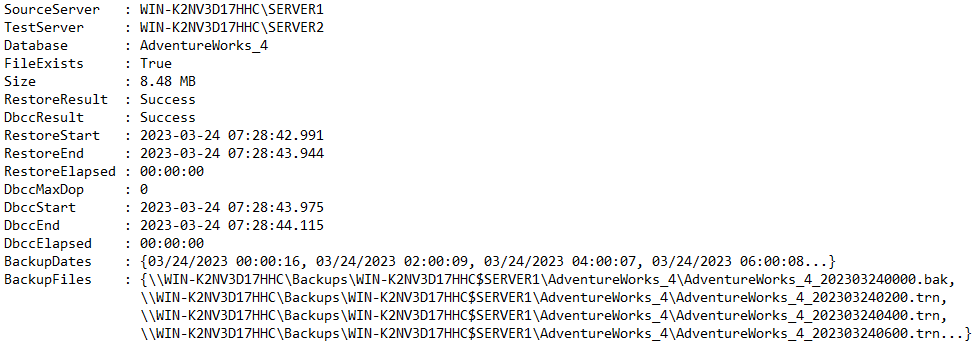 SourceServer : WIN-K2NV3D17HHC\SERVER1
TestServer : WIN-K2NV3D17HHC\SERVER2
Database : AdventureWorks_4
FileExists : True
Size : 8.48 MB
RestoreResult : Success
DbccResult : Success
RestoreStart : 2023-03-24 07:28:42.991
RestoreEnd : 2023-03-24 07:28:43.944
RestoreElapsed : 00:00:00
DbccMaxDop : 0
DbccStart : 2023-03-24 07:28:43.975
DbccEnd : 2023-03-24 07:28:44.115
DbccElapsed : 00:00:00
BackupDates : {03/24/2023 00:00:16, 03/24/2023 02:00:09, 03/24/2023 04:00:07, 03/24/2023 06:00:08...}
BackupFiles : {\\WIN-K2NV3D17HHC\Backups\WIN-K2NV3D17HHC$SERVER1\AdventureWorks_4\AdventureWorks_4_202303240000.bak,
\\WIN-K2NV3D17HHC\Backups\WIN-K2NV3D17HHC$SERVER1\AdventureWorks_4\AdventureWorks_4_202303240200.trn,
\\WIN-K2NV3D17HHC\Backups\WIN-K2NV3D17HHC$SERVER1\AdventureWorks_4\AdventureWorks_4_202303240400.trn,
\\WIN-K2NV3D17HHC\Backups\WIN-K2NV3D17HHC$SERVER1\AdventureWorks_4\AdventureWorks_4_202303240600.trn...}